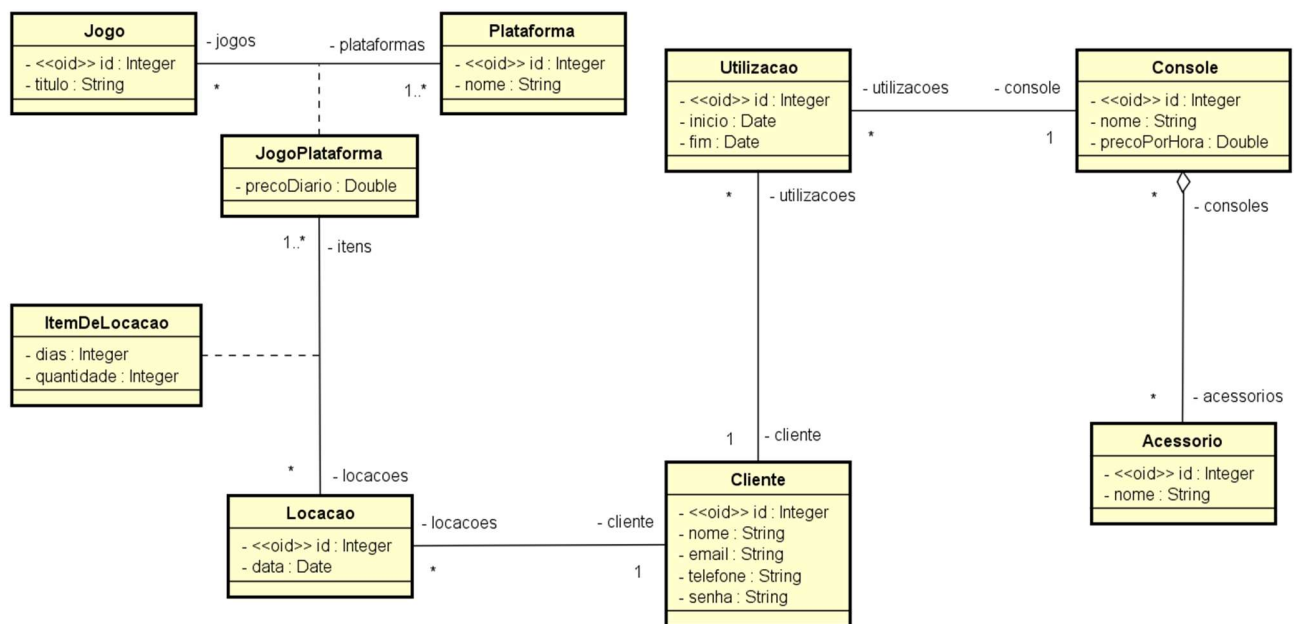 Jogo
- <<oid>> id : Integer
- titulo : String
- jogos
*
- plataformas
1..*
Plataforma
- <<oid>> id : Integer
- nome : String
JogoPlataforma
- precoDiario : Double
1..*
- itens
ItemDeLocacao
- dias : Integer
- quantidade : Integer
*
- locacoes
Locacao
- <<oid>> id : Integer
- data : Date
- locacoes
*
- cliente
1
Utilizacao
- <<oid>> id : Integer
- inicio : Date
- fim : Date
- utilizacoes
*
- console
1
Console
- <<oid>> id : Integer
- nome : String
- precoPorHora : Double
*
- utilizacoes
1
- cliente
Cliente
- <<oid>> id : Integer
- nome : String
- email : String
- telefone : String
- senha : String
*
- consoles
*
- acessorios
Acessorio
- <<oid>> id : Integer
- nome : String